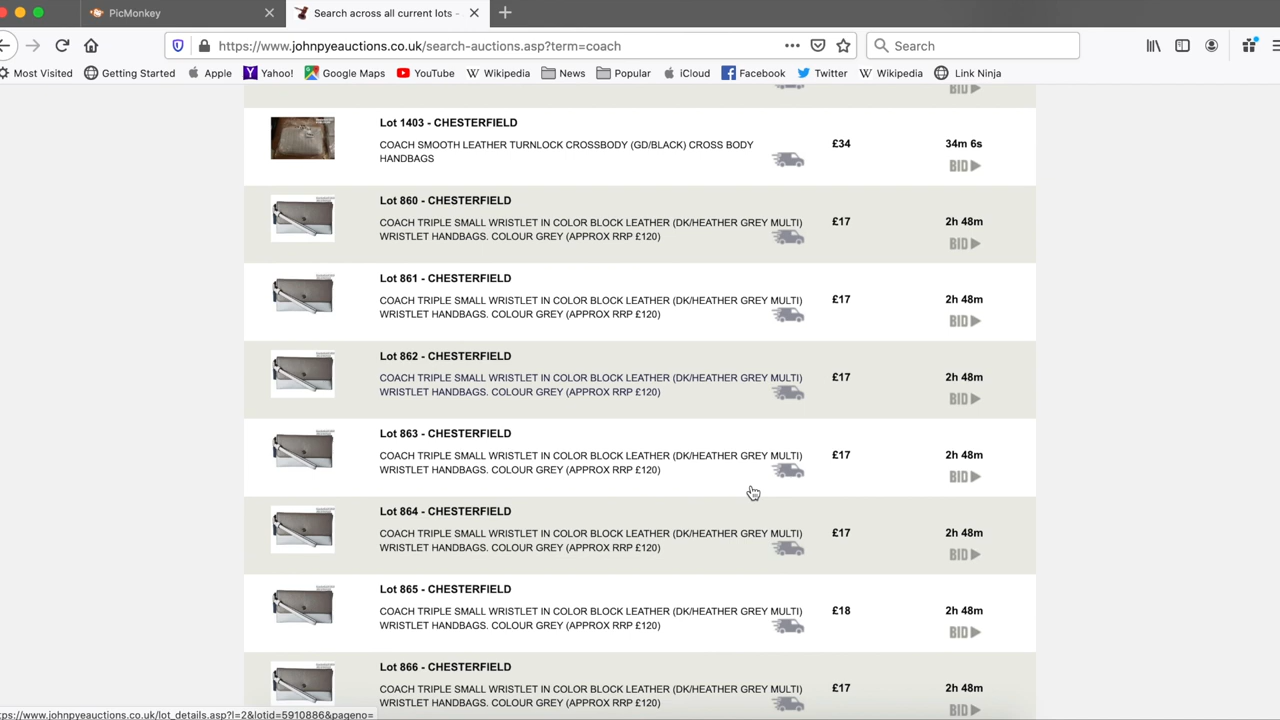 PicMonkey
Search across all current lots -
https://www.johnpyeauctions.co.uk/search-auctions.asp?term=coach
Search
Most Visited Getting Started Apple Yahoo! Google Maps YouTube Wikipedia News Popular iCloud Facebook Twitter Wikipedia Link Ninja
BID
Lot 1403 - CHESTERFIELD
COACH SMOOTH LEATHER TURNLOCK CROSSBODY (GD/BLACK) CROSS BODY
HANDBAGS
£34
34m 6s
BID
Lot 860 - CHESTERFIELD
COACH TRIPLE SMALL WRISTLET IN COLOR BLOCK LEATHER (DK/HEATHER GREY MULTI)
WRISTLET HANDBAGS. COLOUR GREY (APPROX RRP £120)
£17
2h 48m
BID
Lot 861 - CHESTERFIELD
COACH TRIPLE SMALL WRISTLET IN COLOR BLOCK LEATHER (DK/HEATHER GREY MULTI)
WRISTLET HANDBAGS. COLOUR GREY (APPROX RRP £120)
£17
2h 48m
BID
Lot 862 - CHESTERFIELD
COACH TRIPLE SMALL WRISTLET IN COLOR BLOCK LEATHER (DK/HEATHER GREY MULTI)
WRISTLET HANDBAGS. COLOUR GREY (APPROX RRP £120)
£17
2h 48m
BID
Lot 863 - CHESTERFIELD
COACH TRIPLE SMALL WRISTLET IN COLOR BLOCK LEATHER (DK/HEATHER GREY MULTI)
WRISTLET HANDBAGS. COLOUR GREY (APPROX RRP £120)
£17
2h 48m
BID
Lot 864 - CHESTERFIELD
COACH TRIPLE SMALL WRISTLET IN COLOR BLOCK LEATHER (DK/HEATHER GREY MULTI)
WRISTLET HANDBAGS. COLOUR GREY (APPROX RRP £120)
£17
2h 48m
BID
Lot 865 - CHESTERFIELD
COACH TRIPLE SMALL WRISTLET IN COLOR BLOCK LEATHER (DK/HEATHER GREY MULTI)
WRISTLET HANDBAGS. COLOUR GREY (APPROX RRP £120)
£18
2h 48m
BID
Lot 866 - CHESTERFIELD
COACH TRIPLE SMALL WRISTLET IN COLOR BLOCK LEATHER (DK/HEATHER GREY MULTI)
WRISTLET HANDBAGS. COLOUR GREY (APPROX RRP £120)
£17
2h 48m
BID
ps://www.johnpyeauctions.co.uk/lot_details.asp?l=2&lotid=5910886&pageno=